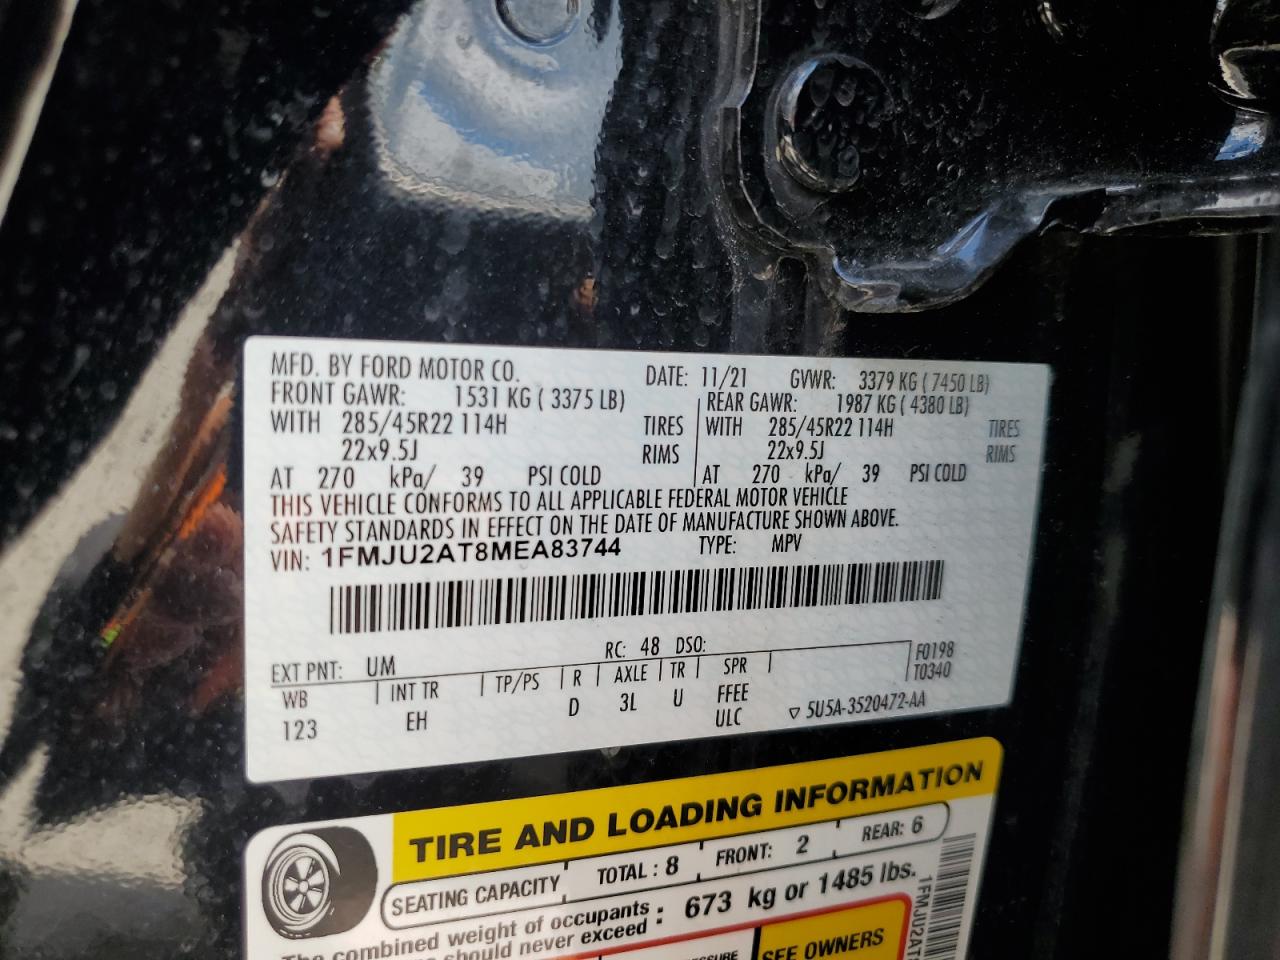 MFD. BY FORD MOTOR CO. DATE: 11/21 GVWR: 3379 KG ( 7450 LB)
FRONT GAWR: 1531 KG ( 3375 LB) REAR GAWR: 1987 KG ( 4380 LB)
WITH 285/45R22 114H TIRES WITH 285/45R22 114H TIRES
22x9.5J RIMS 22x9.5J RIMS
AT 270 kPa/ 39 PSI COLD AT 270 kPa/ 39 PSI COLD
THIS VEHICLE CONFORMS TO ALL APPLICABLE FEDERAL MOTOR VEHICLE
SAFETY STANDARDS IN EFFECT ON THE DATE OF MANUFACTURE SHOWN ABOVE.
VIN: 1FMJU2AT8MEA83744 TYPE: MPV
EXT PNT: UM RC: 48 DSO: F0198
WB INT TR TP/PS R AXLE TR SPR T0340
123 EH D 3L U FFEE
ULC ▽ 5U5A-3520472-AA
TIRE AND LOADING INFORMATION
SEATING CAPACITY TOTAL : 8 FRONT: 2 REAR: 6
The combined weight of occupants
should never exceed : 673 kg or 1485 lbs.
SEE OWNERS
1FMJU2AT